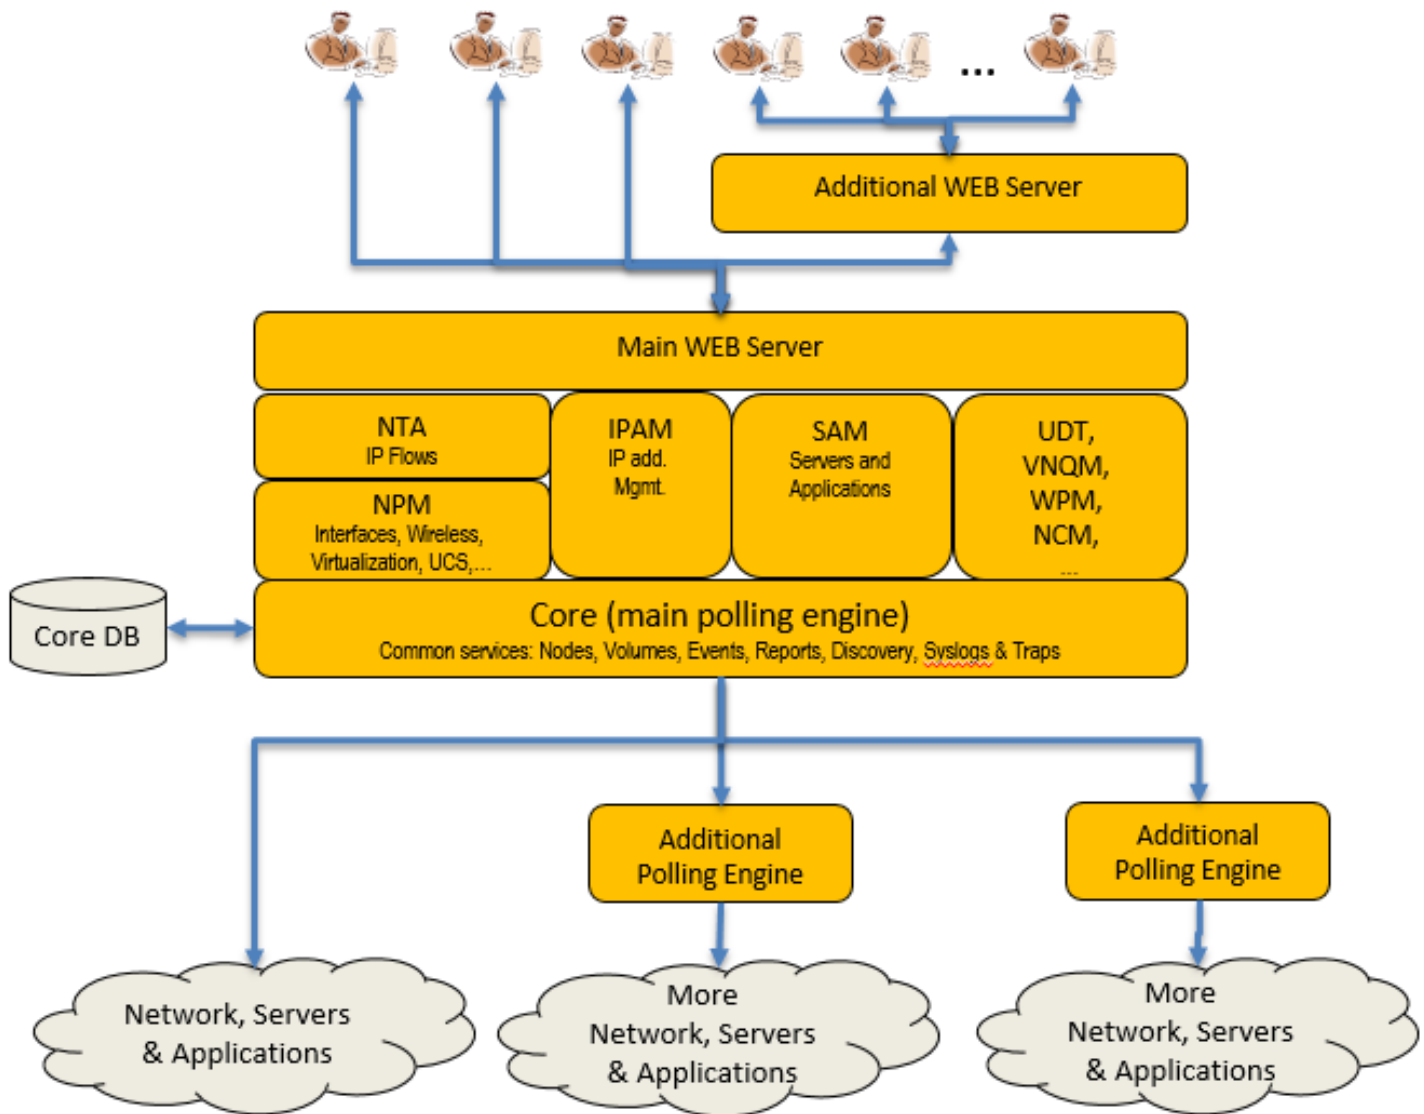 ...
Additional WEB Server
Main WEB Server
NTA
IP Flows
NPM
Interfaces, Wireless,
Virtualization, UCS,...
IPAM
IP add.
Mgmt.
SAM
Servers and
Applications
UDT,
VNQM,
WPM,
NCM,
...
Core DB
Core (main polling engine)
Common services: Nodes, Volumes, Events, Reports, Discovery, Syslogs & Traps
Additional
Polling Engine
Additional
Polling Engine
Network, Servers
& Applications
More
Network, Servers
& Applications
More
Network, Servers
& Applications